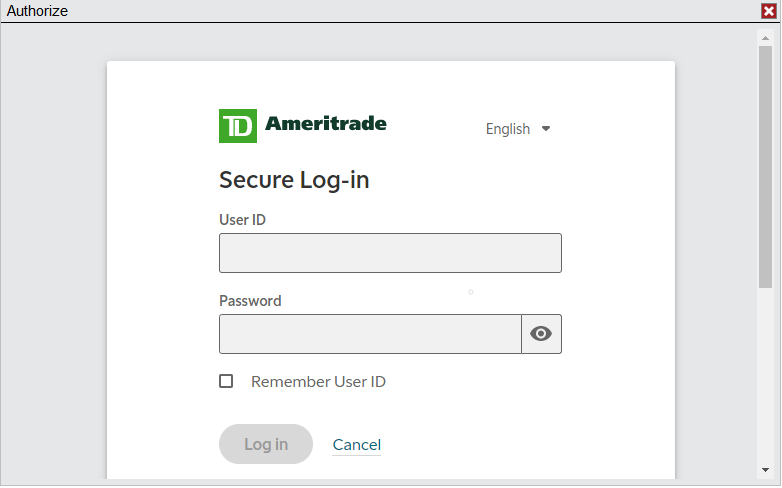 Authorize
TD Ameritrade
English
Secure Log-in
User ID
Password
Remember User ID
Log in Cancel